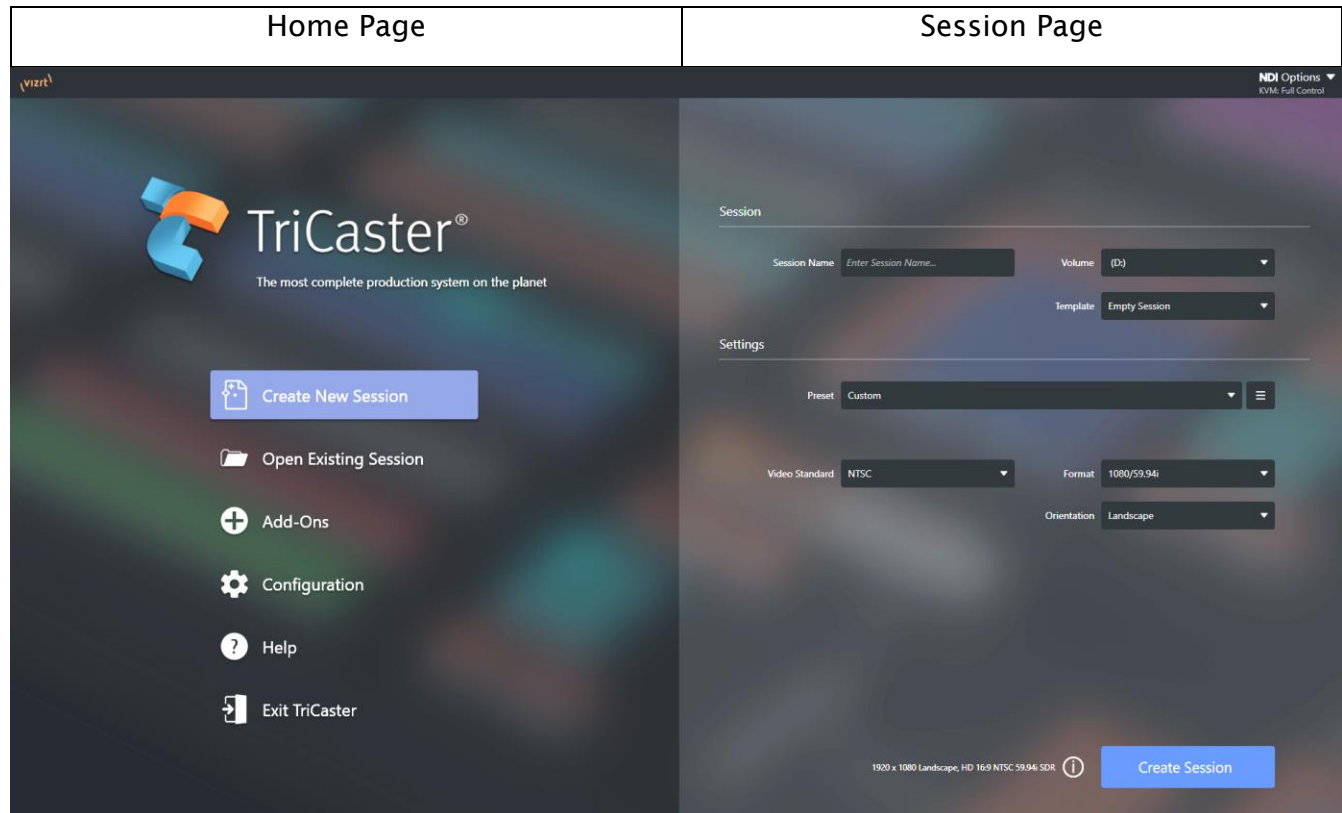 Home Page
Session Page
vizrt
NDI Options
KVM: Full Control
TriCaster®
The most complete production system on the planet
Create New Session
Open Existing Session
Add-Ons
Configuration
Help
Exit TriCaster
Session
Session Name Enter Session Name... Volume (D:)
Template Empty Session
Settings
Preset Custom
Video Standard NTSC Format 1080/59.94i
Orientation Landscape
1920 x 1080 Landscape, HD 16:9 NTSC 59.94i SDR
Create Session